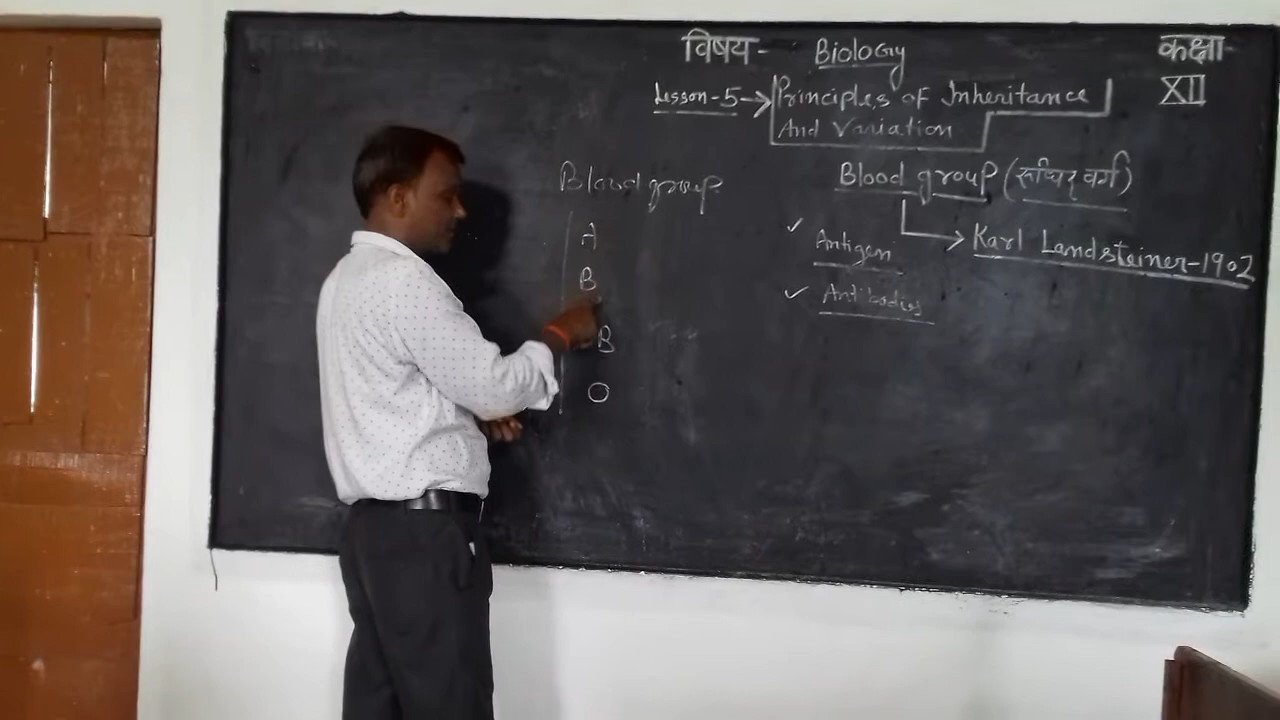 विषय- Biology
कक्षा-
XII
Lesson-5→ Principles of Inheritance
And Variation
Blood group
A
B
B
O
Blood group (रूधिर वर्ग)
Karl Landsteiner-1902
✓ Antigen
✓ Antibodies